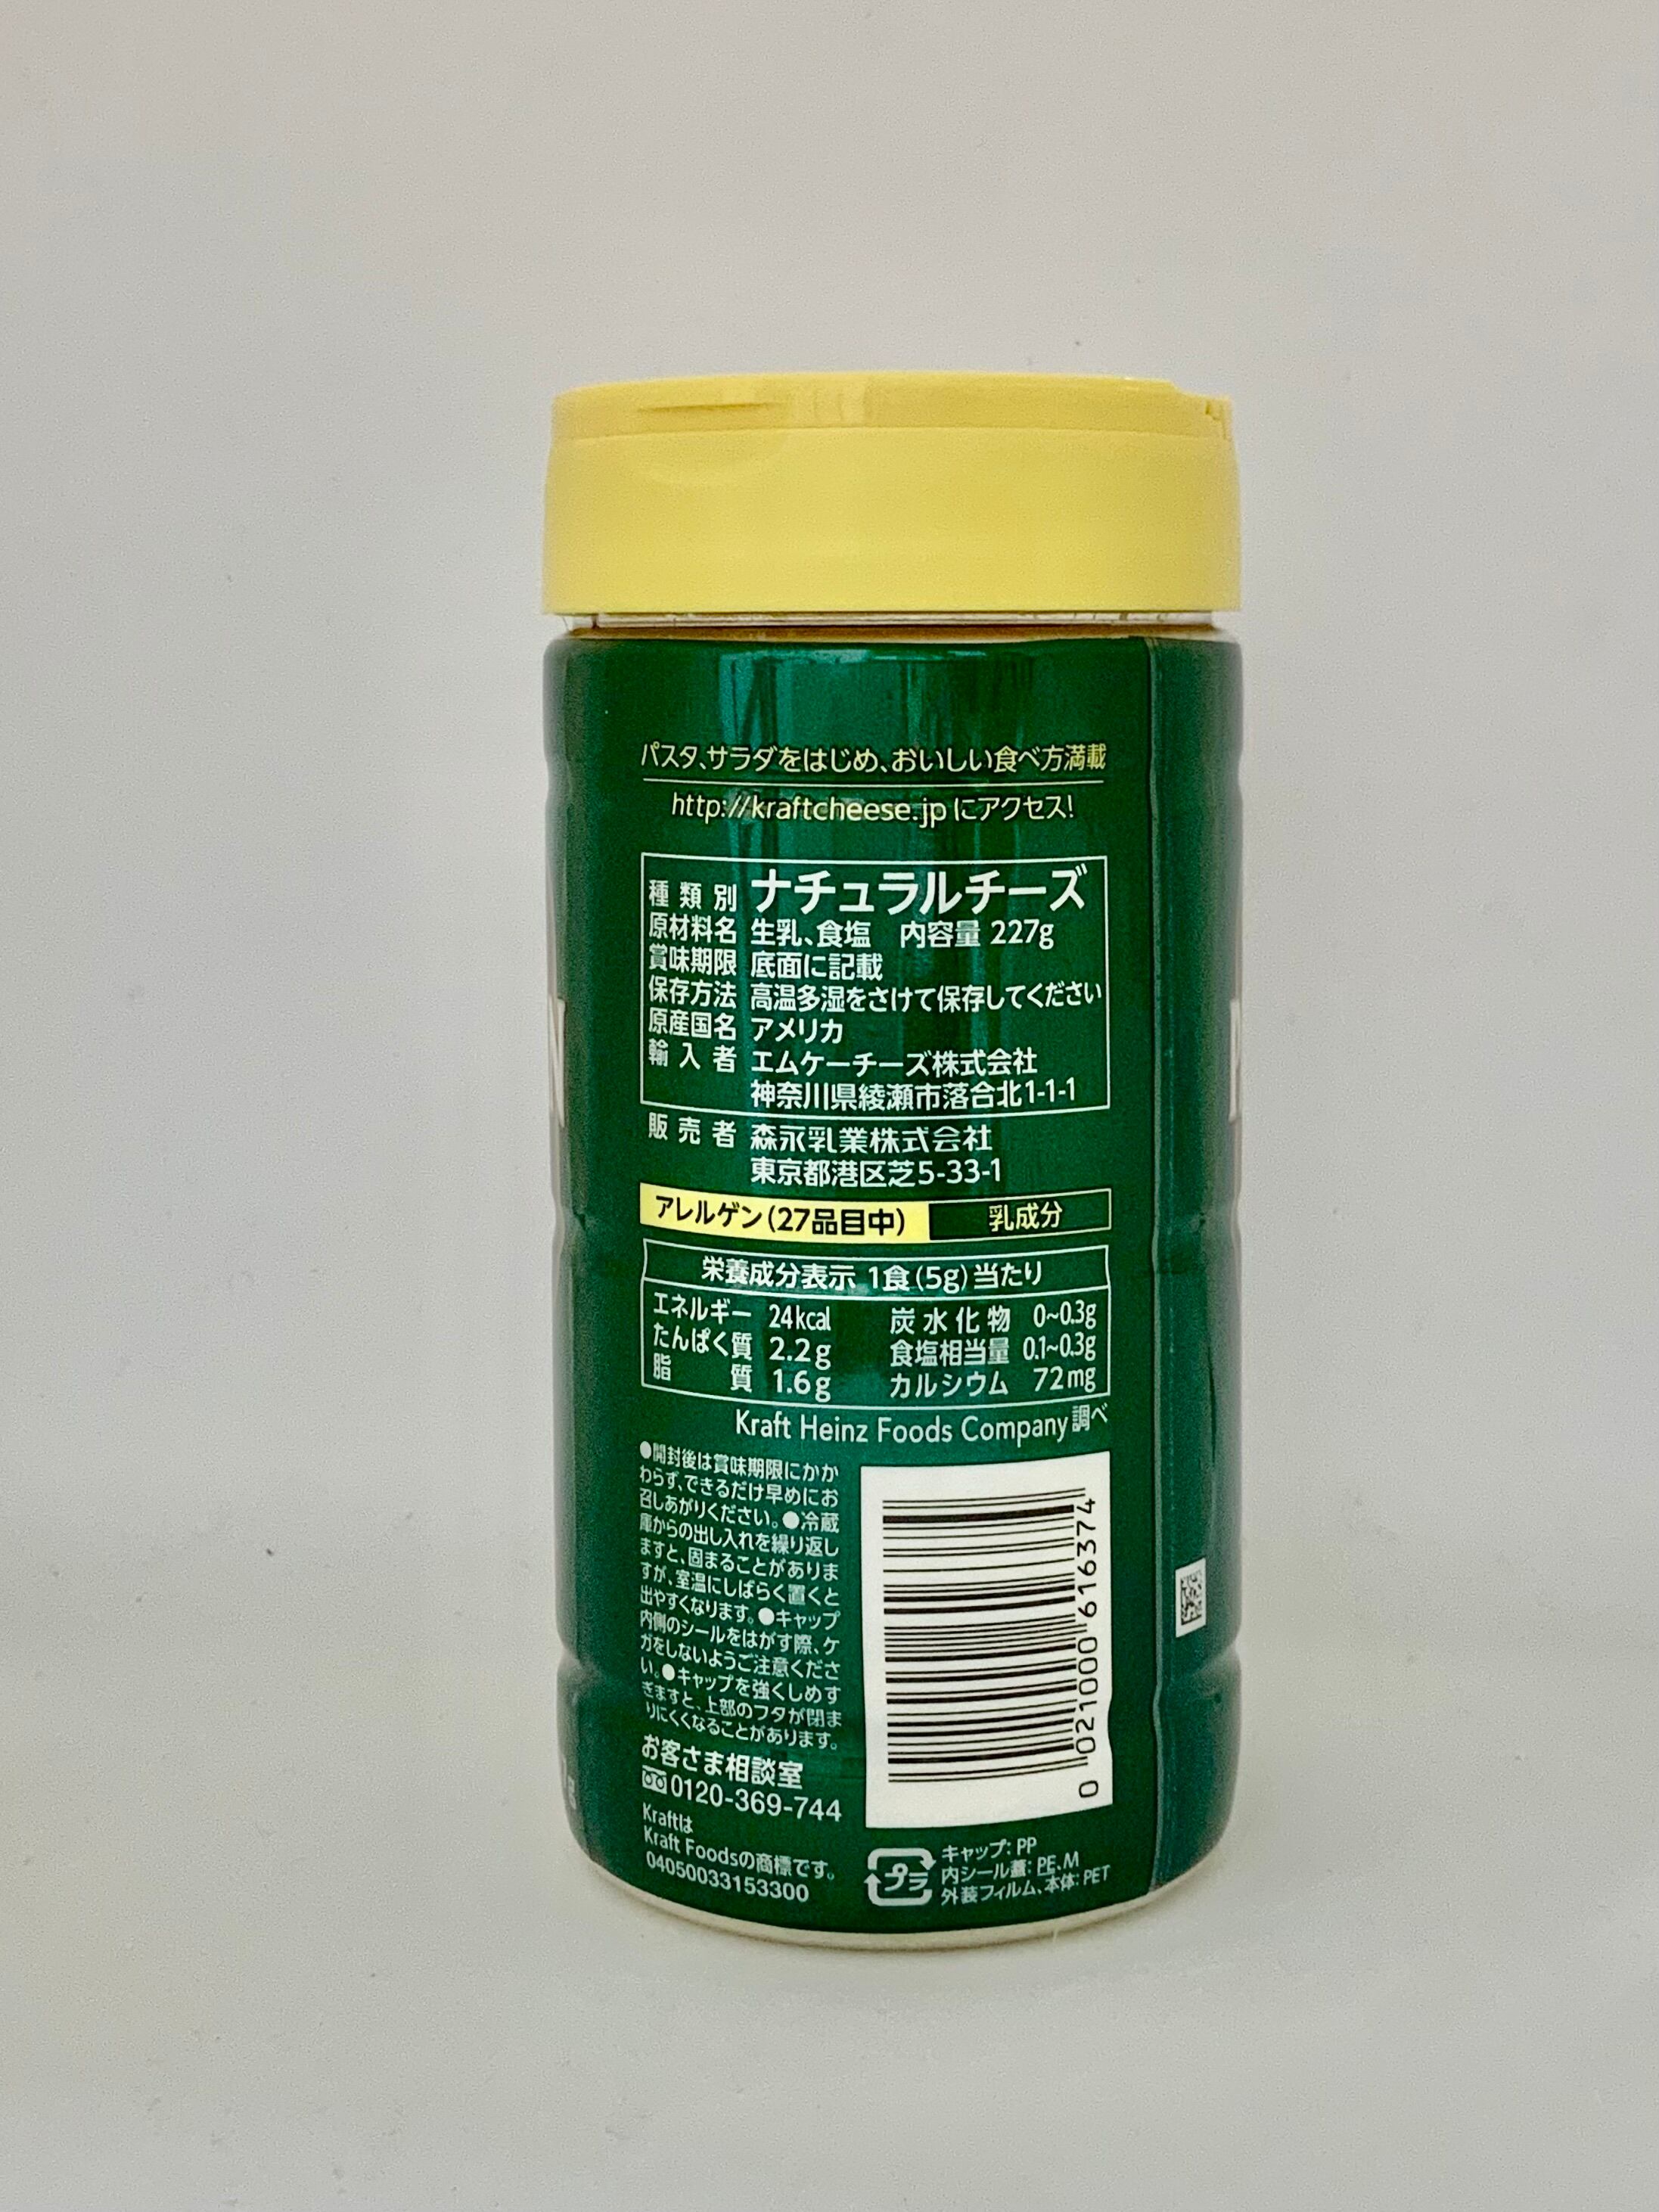 パスタ、サラダをはじめ、おいしい食べ方満載
http://kraftcheese.jp にアクセス!
種類別 ナチュラルチーズ
原材料名 生乳、食塩 内容量 227g
賞味期限 底面に記載
保存方法 高温多湿をさけて保存してください
原産国名 アメリカ
輸入者 エムケーチーズ株式会社
神奈川県綾瀬市落合北1-1-1
販売者 森永乳業株式会社
東京都港区芝5-33-1
アレルゲン(27品目中) 乳成分
栄養成分表示 1食(5g)当たり
エネルギー 24kcal 炭水化物 0~0.3g
たんぱく質 2.2g 食塩相当量 0.1~0.3g
脂質 1.6g カルシウム 72mg
Kraft Heinz Foods Company調べ
●開封後は賞味期限にかか
わらず、できるだけ早めにお
召しあがりください。●冷蔵
庫からの出し入れを繰り返し
ますと、固まることがありま
すが、室温にしばらく置くと
出やすくなります。●キャップ
内側のシールをはがす際、ケ
ガをしないようご注意くださ
い。●キャップを強くしめす
ぎますと、上部のフタが閉ま
りにくくなることがあります。
お客さま相談室
0120-369-744
Kraftは
Kraft Foodsの商標です。
04050033153300
0 021000 616374
プラ
キャップ: PP
内シール蓋: PE、M
外装フィルム、本体: PET